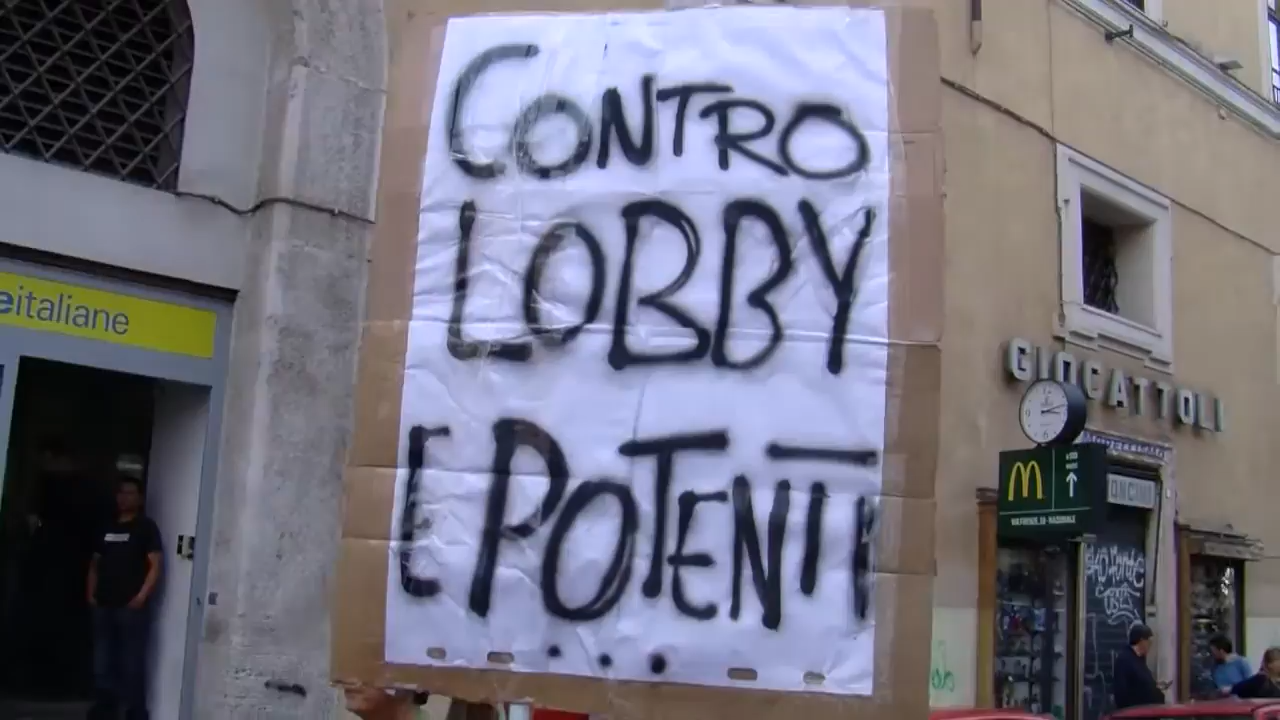 CONTRO
LOBBY
E POTENTI
...
eitaliane
GIOCATTOLI
M